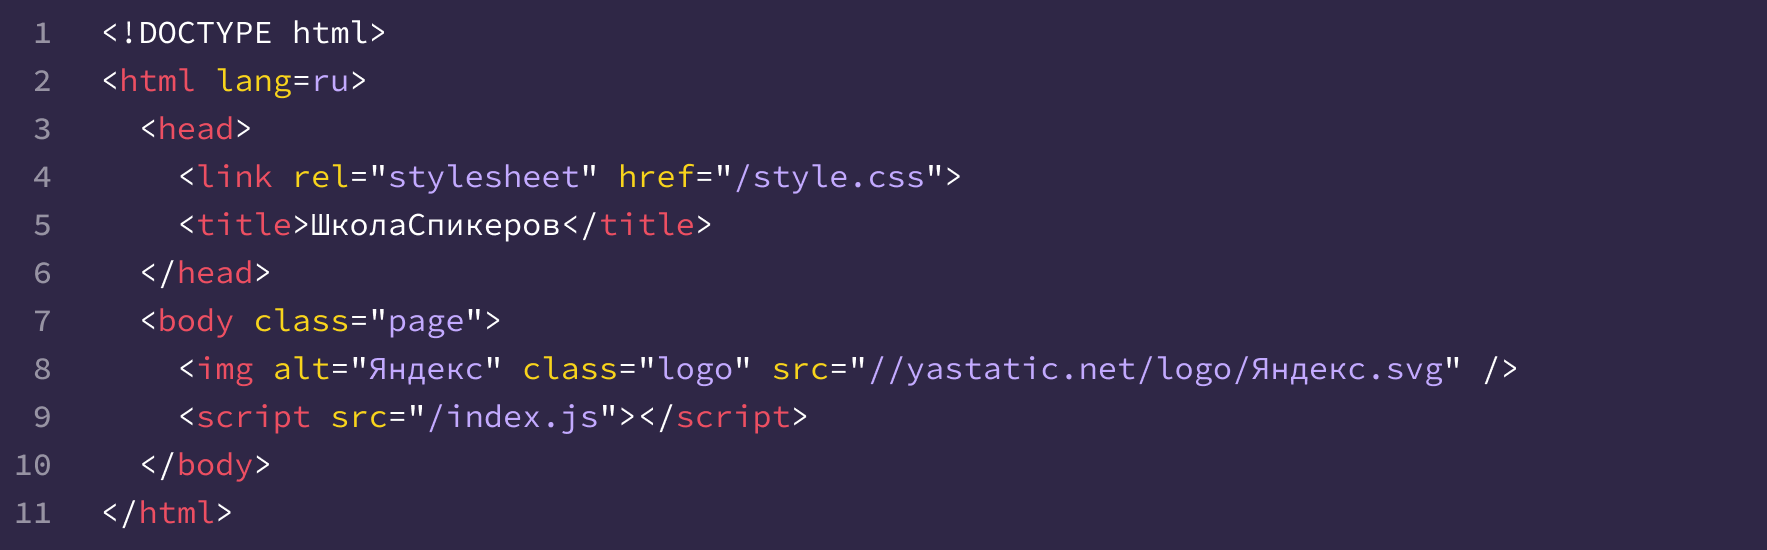 1 <!DOCTYPE html>
2 <html lang=ru>
3 <head>
4 <link rel="stylesheet" href="/style.css">
5 <title>ШколаСпикеров</title>
6 </head>
7 <body class="page">
8 <img alt="Яндекс" class="logo" src="//yastatic.net/logo/Яндекс.svg" />
9 <script src="/index.js"></script>
10 </body>
11 </html>